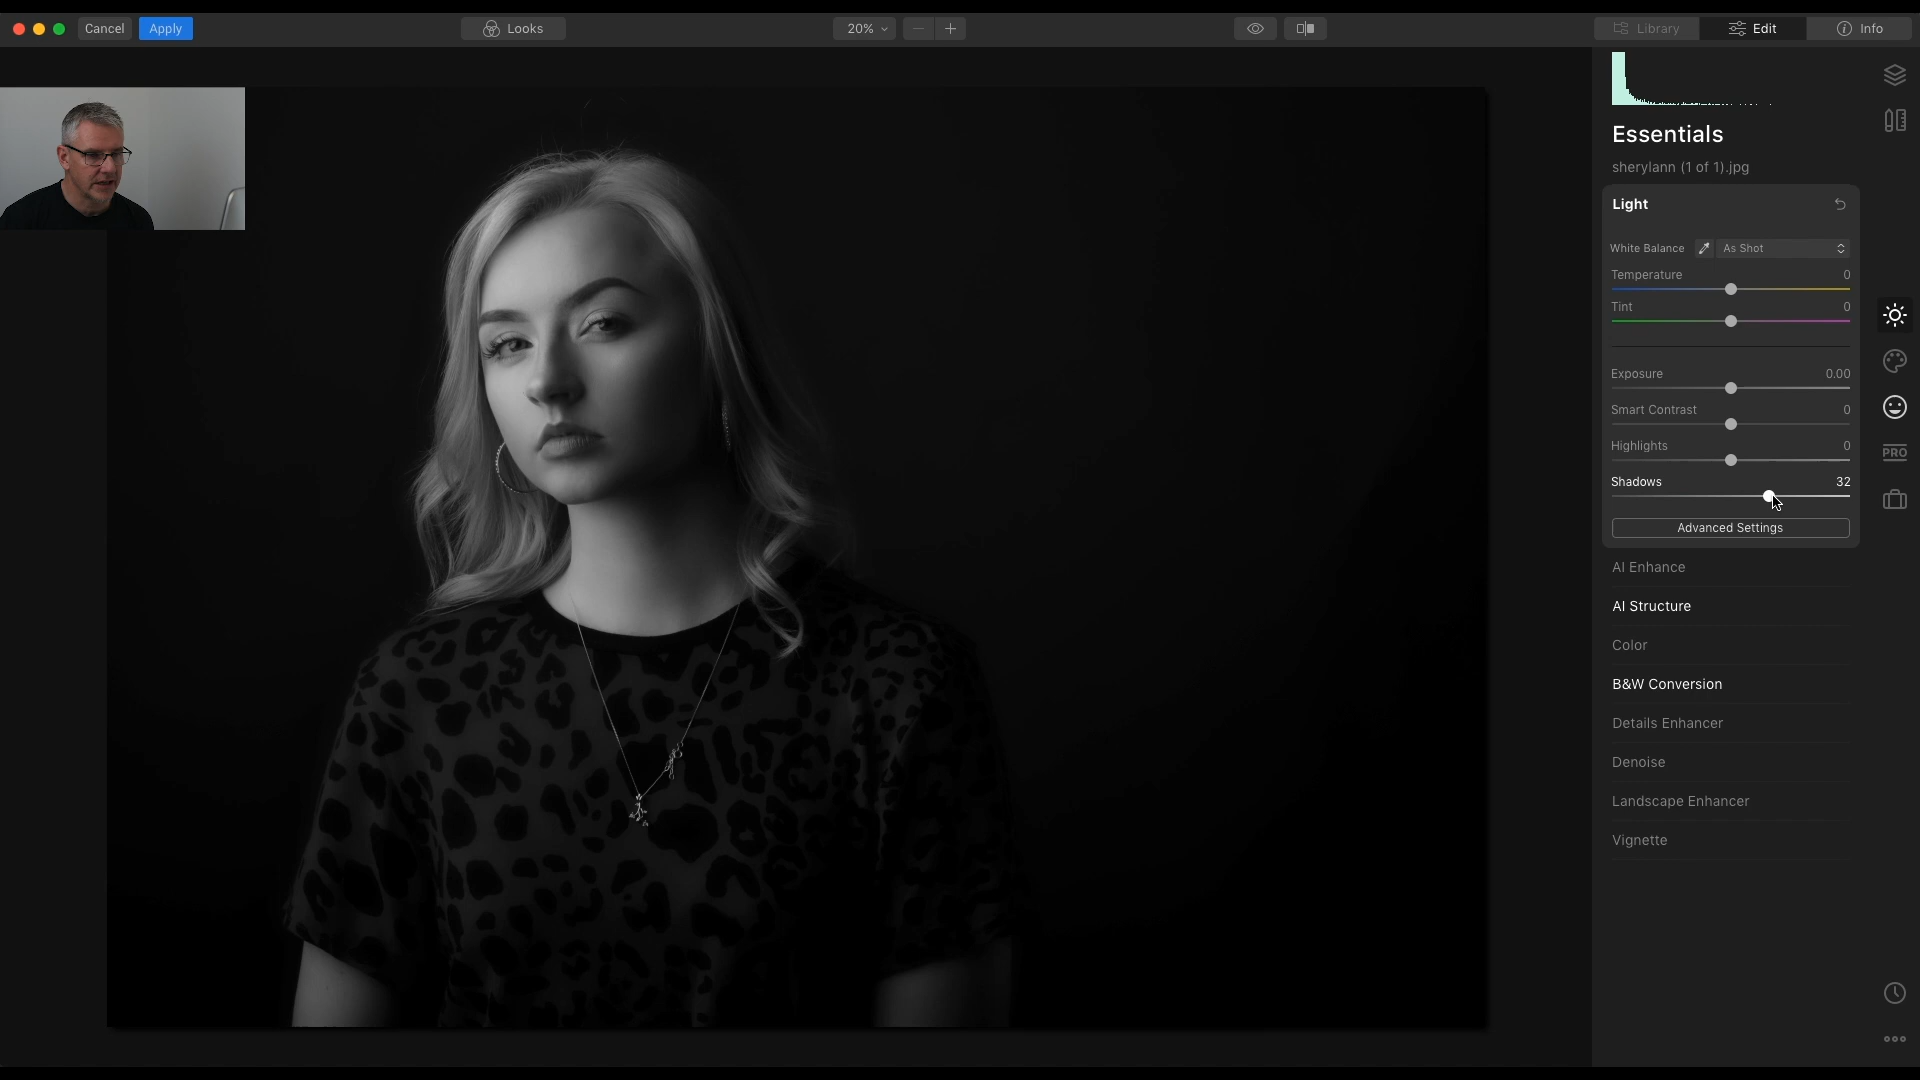 Cancel
Apply
Looks
20%
Library
Edit
Info
Essentials
sherylann (1 of 1).jpg
Light
White Balance
As Shot
Temperature 0
Tint 0
Exposure 0.00
Smart Contrast 0
Highlights 0
Shadows 32
Advanced Settings
AI Enhance
AI Structure
Color
B&W Conversion
Details Enhancer
Denoise
Landscape Enhancer
Vignette
PRO